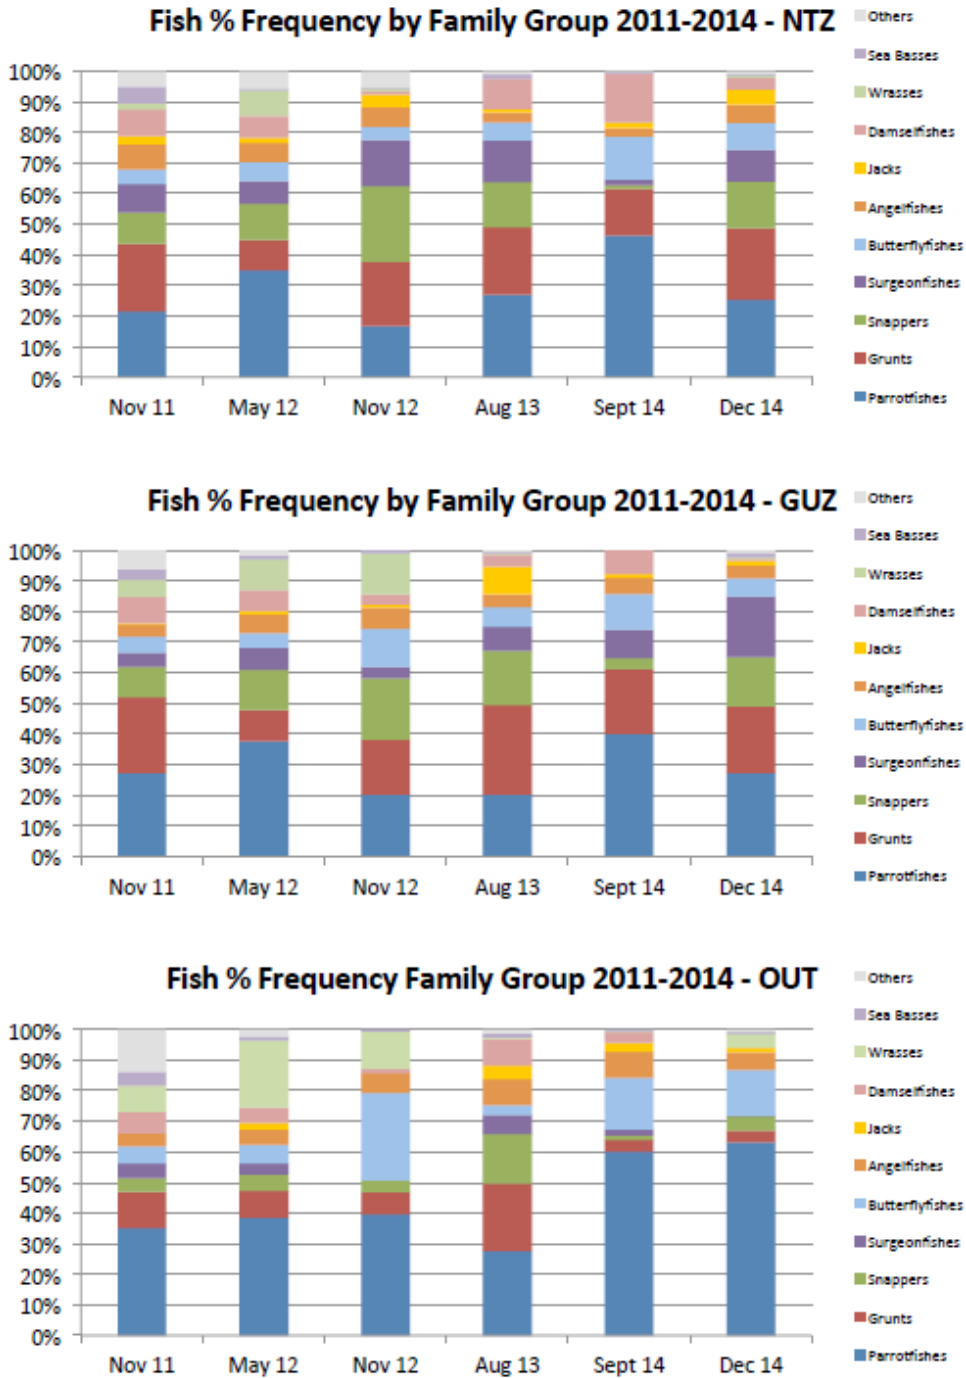 Fish % Frequency by Family Group 2011-2014 - NTZ
100%
90%
80%
70%
60%
50%
40%
30%
20%
10%
0%
Nov 11 May 12 Nov 12 Aug 13 Sept 14 Dec 14
Others
Sea Basses
Wrasses
Damselfishes
Jacks
Angelfishes
Butterflyfishes
Surgeonfishes
Snappers
Grunts
Parrotfishes
Fish % Frequency by Family Group 2011-2014 - GUZ
100%
90%
80%
70%
60%
50%
40%
30%
20%
10%
0%
Nov 11 May 12 Nov 12 Aug 13 Sept 14 Dec 14
Others
Sea Basses
Wrasses
Damselfishes
Jacks
Angelfishes
Butterflyfishes
Surgeonfishes
Snappers
Grunts
Parrotfishes
Fish % Frequency Family Group 2011-2014 - OUT
100%
90%
80%
70%
60%
50%
40%
30%
20%
10%
0%
Nov 11 May 12 Nov 12 Aug 13 Sept 14 Dec 14
Others
Sea Basses
Wrasses
Damselfishes
Jacks
Angelfishes
Butterflyfishes
Surgeonfishes
Snappers
Grunts
Parrotfishes